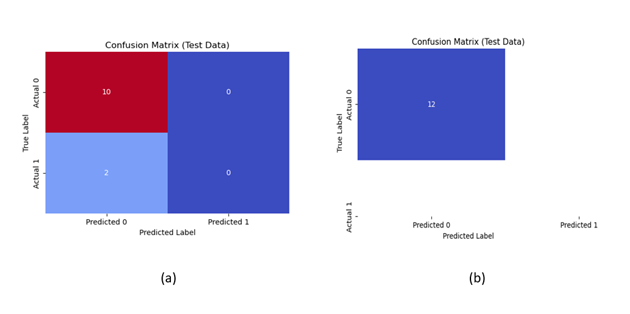 Confusion Matrix (Test Data)
True Label
Actual 0
Actual 1
10
0
2
0
Predicted 0
Predicted 1
Predicted Label
(a)
Confusion Matrix (Test Data)
True Label
Actual 0
Actual 1
12
Predicted 0
Predicted 1
Predicted Label
(b)